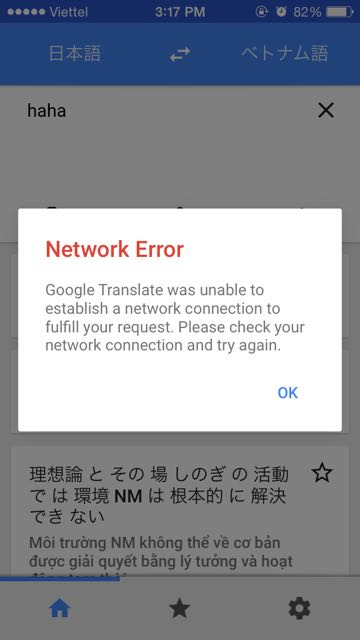 Viettel 3:17 PM 82%
日本語 ベトナム語
haha
Network Error
Google Translate was unable to
establish a network connection to
fulfill your request. Please check your
network connection and try again.
OK
理想論 と その 場 しのぎ の 活動
で は 環境 NM は 根本的 に 解決
でき ない
Môi trường NM không thể về cơ bản
được giải quyết bằng lý tưởng và hoạt